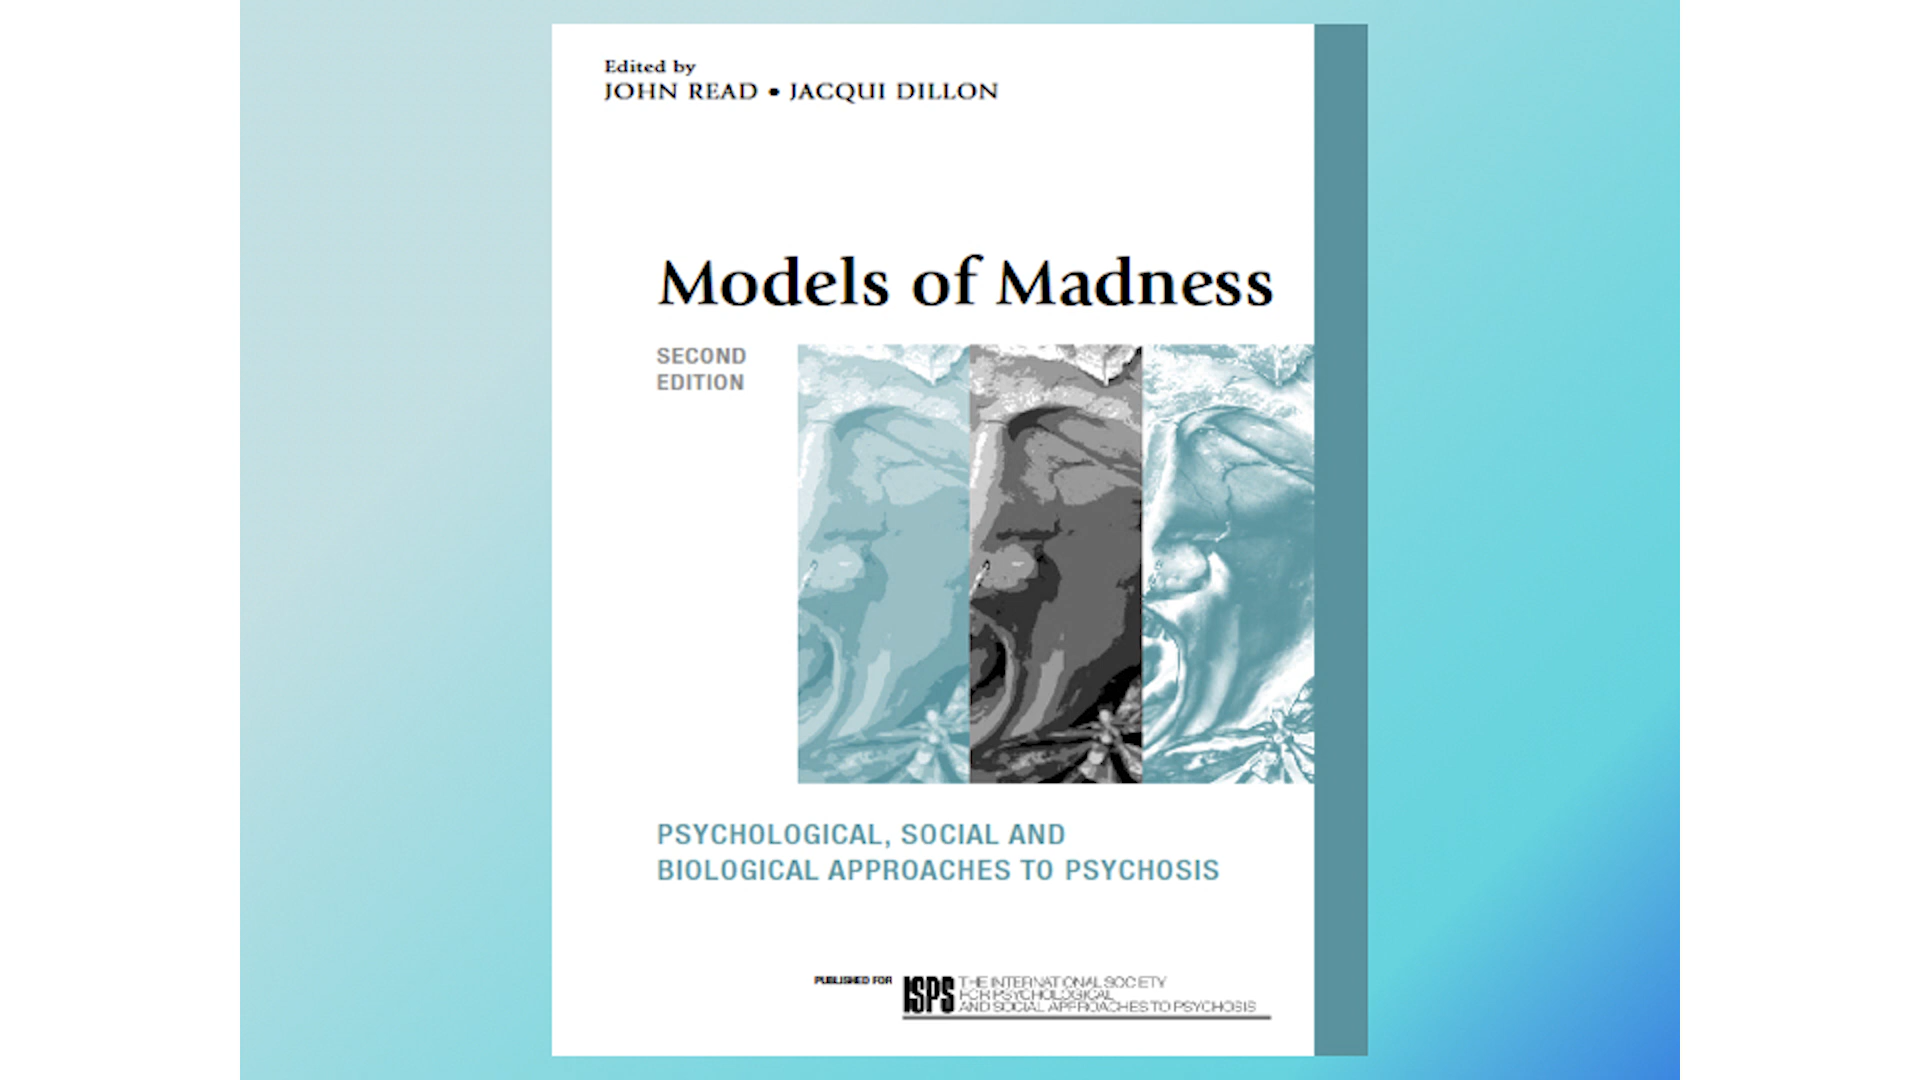 Edited by
JOHN READ • JACQUI DILLON
Models of Madness
SECOND
EDITION
PSYCHOLOGICAL, SOCIAL AND
BIOLOGICAL APPROACHES TO PSYCHOSIS
PUBLISHED FOR
ISPS
THE INTERNATIONAL SOCIETY
FOR PSYCHOLOGICAL
AND SOCIAL APPROACHES TO PSYCHOSIS